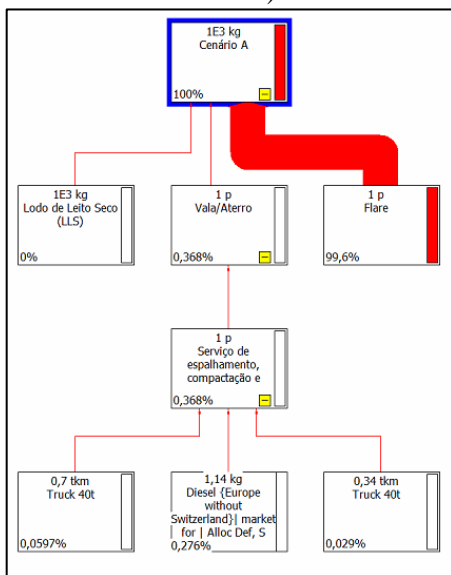 )
1E3 kg
Cenário A
100%
1E3 kg
Lodo de Leito Seco
(LLS)
0%
1 p
Vala/Aterro
0,368%
1 p
Flare
99,6%
1 p
Serviço de
espalhamento,
compactação e
0,368%
0,7 tkm
Truck 40t
0,0597%
1,14 kg
Diesel {Europe
without
Switzerland}| market
for | Alloc Def, S
0,276%
0,34 tkm
Truck 40t
0,029%